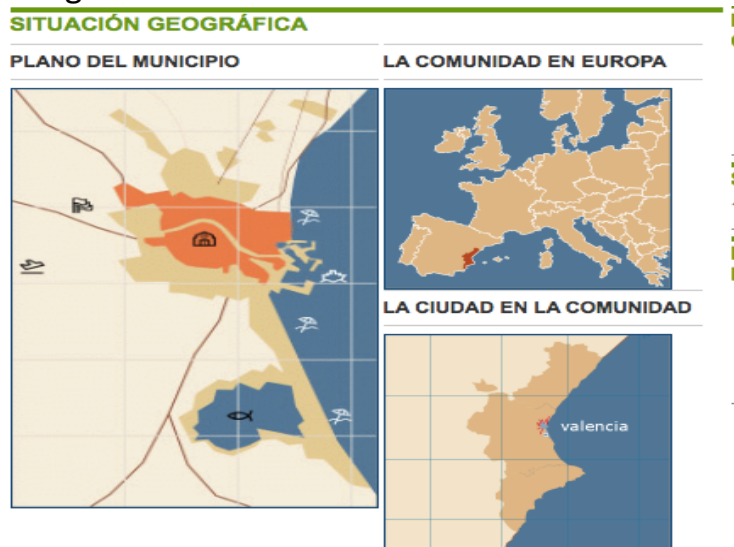 SITUACIÓN GEOGRÁFICA
PLANO DEL MUNICIPIO
LA COMUNIDAD EN EUROPA
LA CIUDAD EN LA COMUNIDAD
valencia